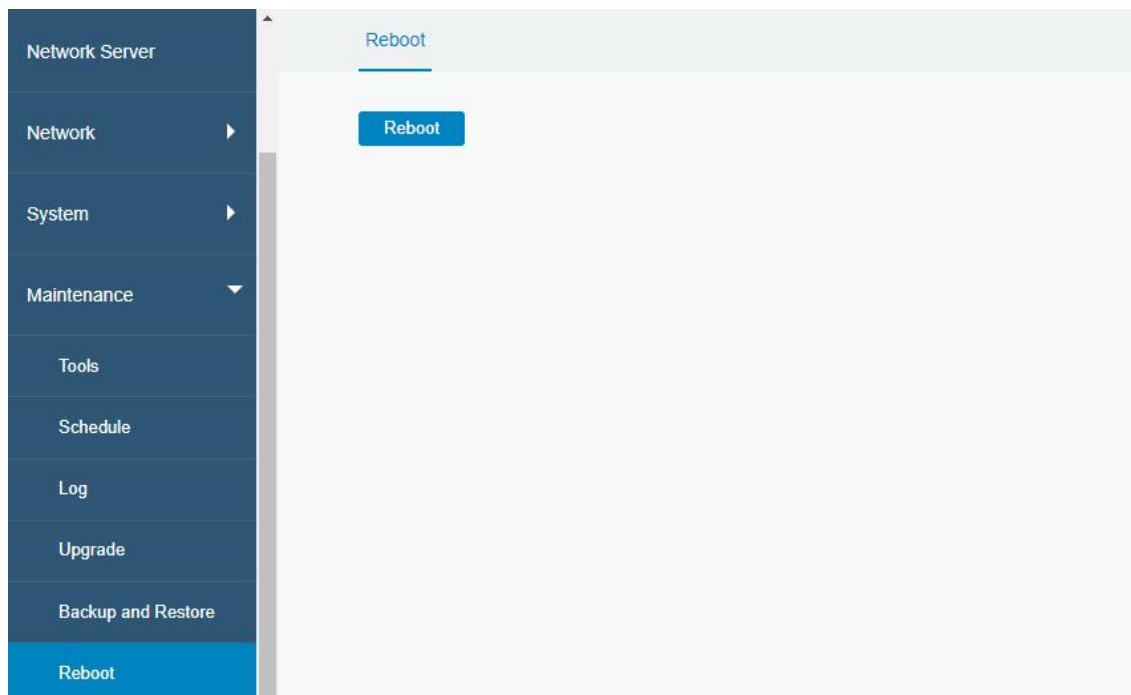 Network Server
Network
System
Maintenance
Tools
Schedule
Log
Upgrade
Backup and Restore
Reboot
Reboot
Reboot